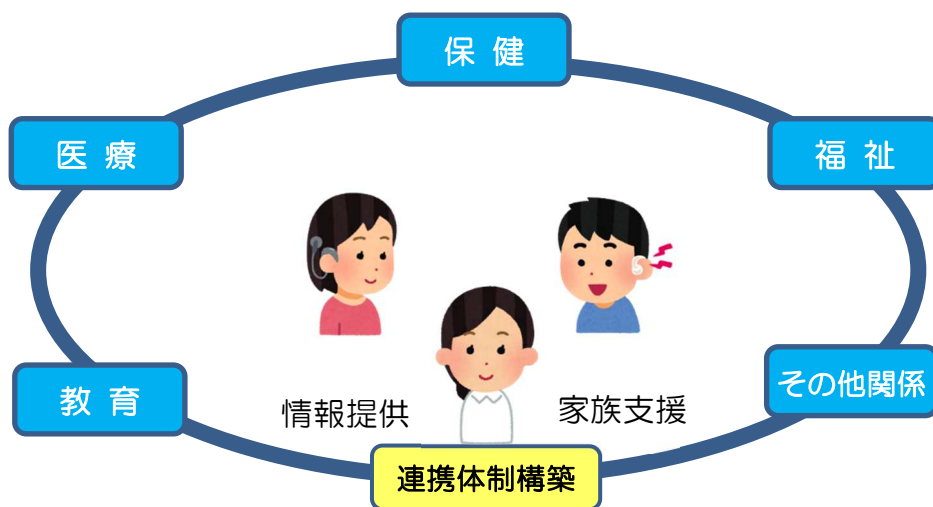 保 健
医 療
福 祉
教 育
情報提供
家族支援
その他関係
連携体制構築